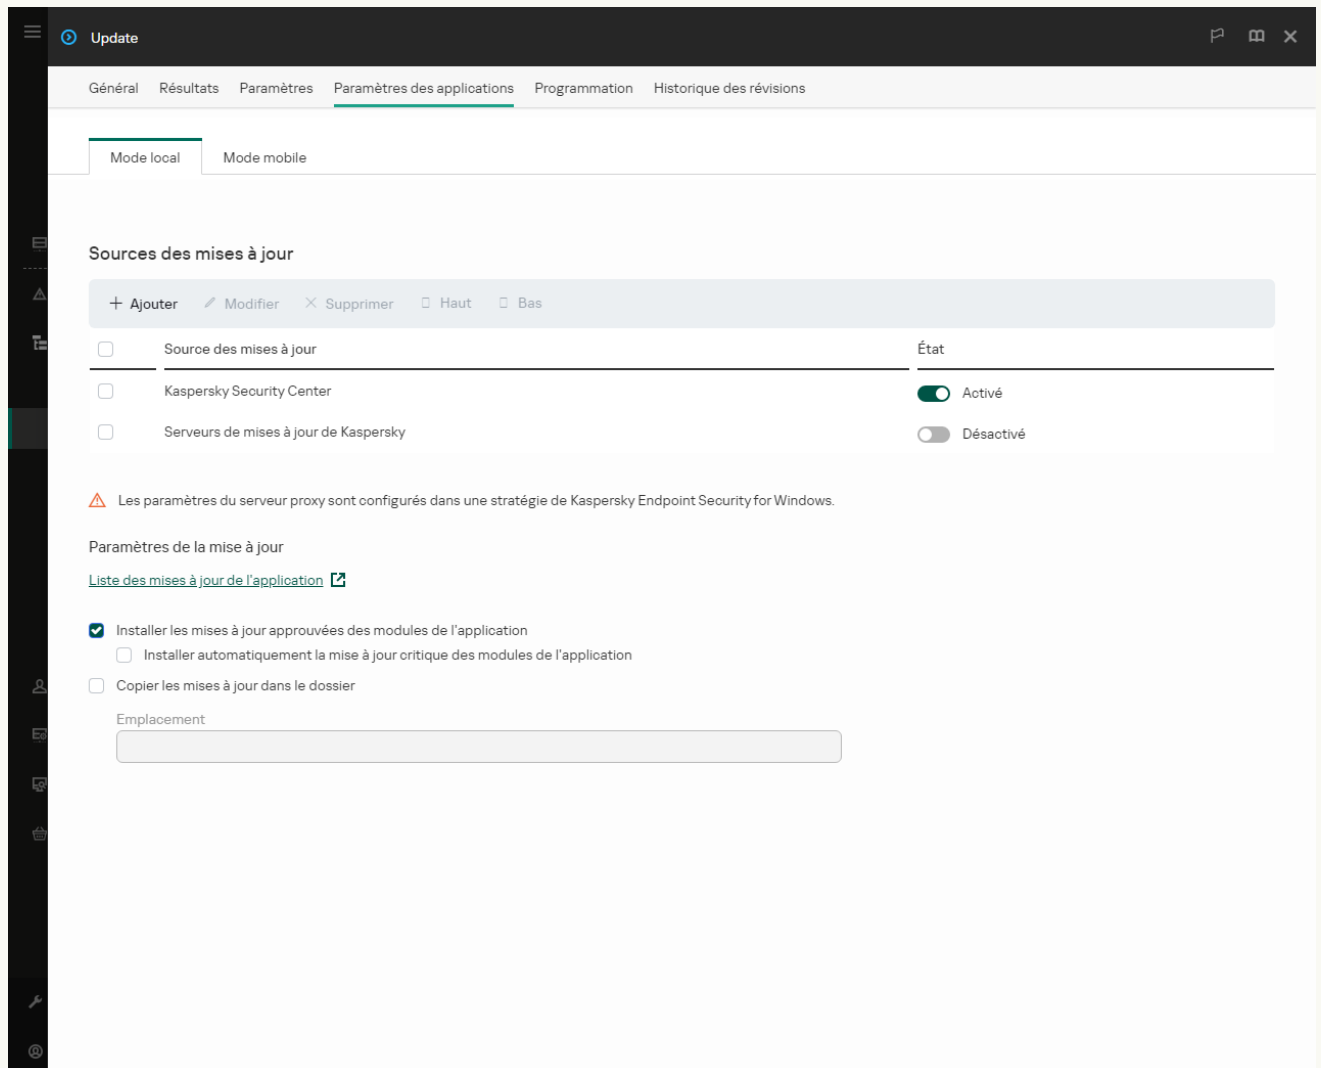 Update
Général Résultats Paramètres Paramètres des applications Programmation Historique des révisions
Mode local Mode mobile
Sources des mises à jour
Ajouter Modifier Supprimer Haut Bas
Source des mises à jour État
Kaspersky Security Center Activé
Serveurs de mises à jour de Kaspersky Désactivé
Les paramètres du serveur proxy sont configurés dans une stratégie de Kaspersky Endpoint Security for Windows.
Paramètres de la mise à jour
Liste des mises à jour de l'application
Installer les mises à jour approuvées des modules de l'application
Installer automatiquement la mise à jour critique des modules de l'application
Copier les mises à jour dans le dossier
Emplacement